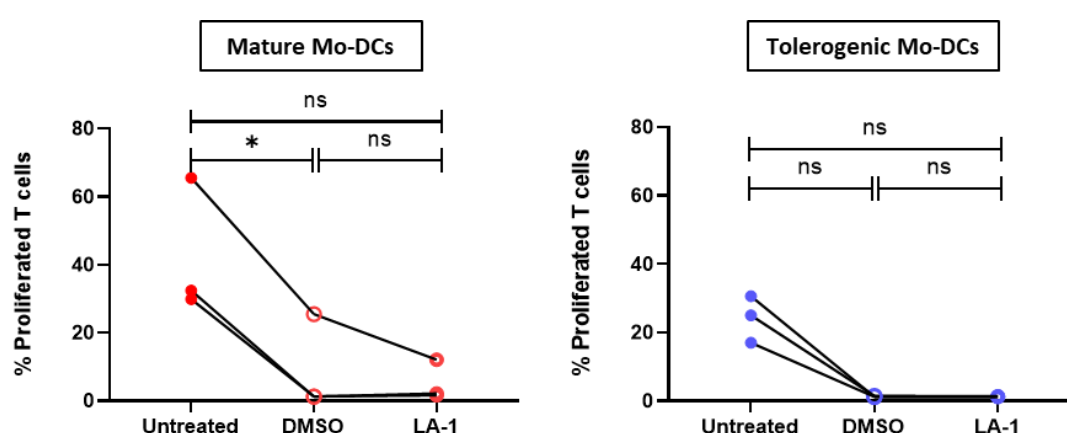 Mature Mo-DCs
ns
* ns
80
60
40
20
0
% Proliferated T cells
Untreated DMSO LA-1
Tolerogenic Mo-DCs
ns
ns ns
80
60
40
20
0
% Proliferated T cells
Untreated DMSO LA-1